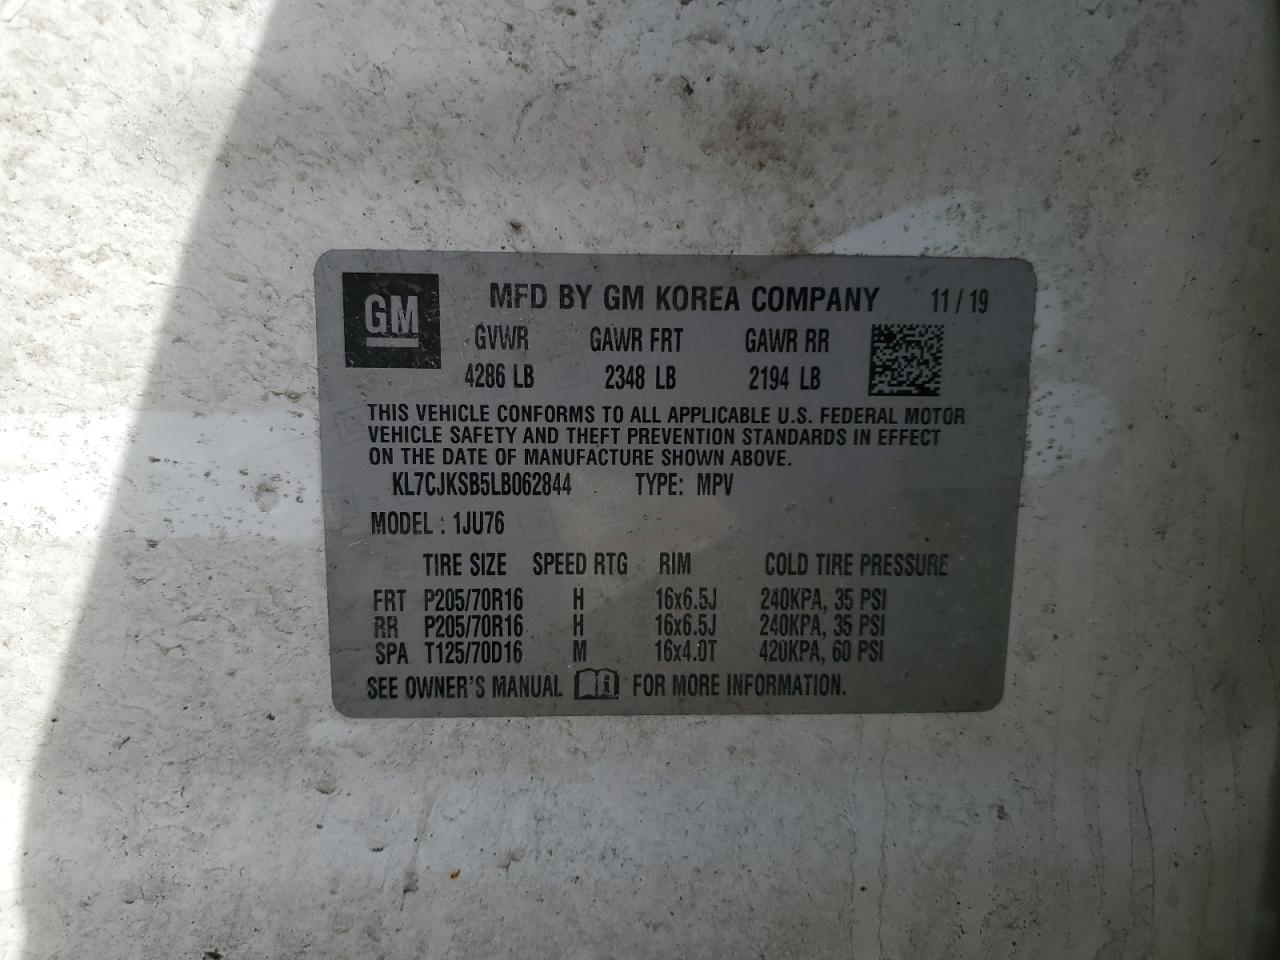 GM
MFD BY GM KOREA COMPANY 11 / 19
GVWR GAWR FRT GAWR RR
4286 LB 2348 LB 2194 LB
THIS VEHICLE CONFORMS TO ALL APPLICABLE U.S. FEDERAL MOTOR
VEHICLE SAFETY AND THEFT PREVENTION STANDARDS IN EFFECT
ON THE DATE OF MANUFACTURE SHOWN ABOVE.
KL7CJKSB5LB062844 TYPE: MPV
MODEL : 1JU76
TIRE SIZE SPEED RTG RIM COLD TIRE PRESSURE
FRT P205/70R16 H 16x6.5J 240KPA, 35 PSI
RR P205/70R16 H 16x6.5J 240KPA, 35 PSI
SPA T125/70D16 M 16x4.0T 420KPA, 60 PSI
SEE OWNER'S MANUAL i FOR MORE INFORMATION.